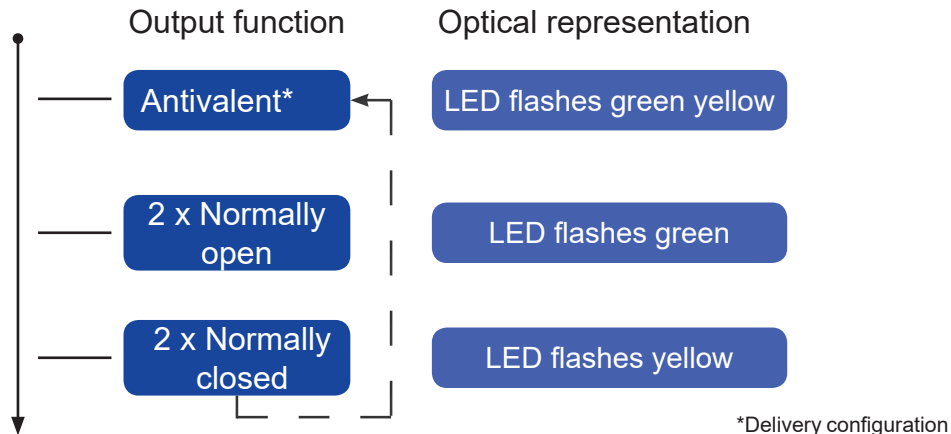 Output function Optical representation
Antivalent* LED flashes green yellow
2 x Normally
open
LED flashes green
2 x Normally
closed
LED flashes yellow
*Delivery configuration